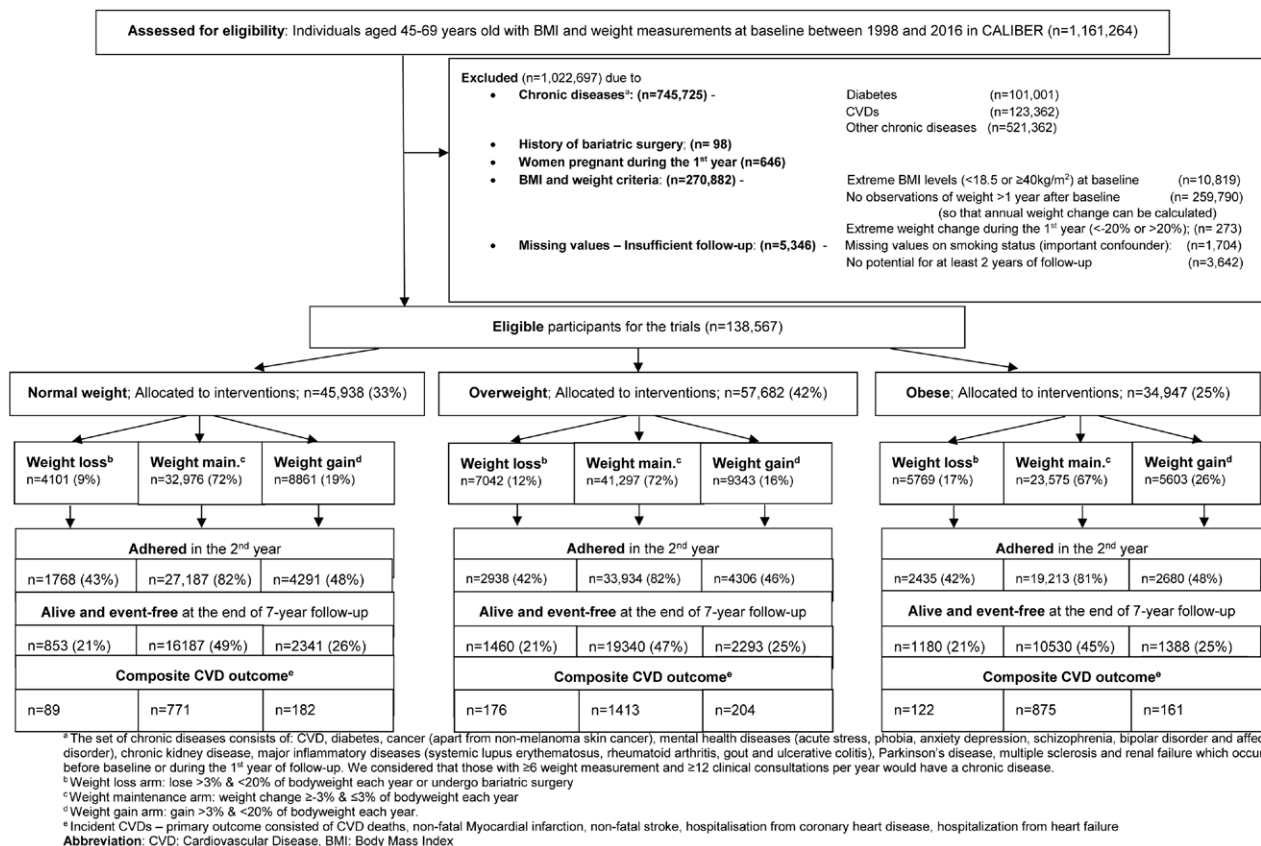 Assessed for eligibility: Individuals aged 45-69 years old with BMI and weight measurements at baseline between 1998 and 2016 in CALIBER (n=1,161,264)
Excluded (n=1,022,697) due to
• Chronic diseasesᵃ: (n=745,725) - Diabetes (n=101,001)
CVDs (n=123,362)
Other chronic diseases (n=521,362)
• History of bariatric surgery: (n= 98)
• Women pregnant during the 1st year (n=646)
• BMI and weight criteria: (n=270,882) - Extreme BMI levels (<18.5 or ≥40kg/m²) at baseline (n=10,819)
No observations of weight >1 year after baseline (n= 259,790)
(so that annual weight change can be calculated)
Extreme weight change during the 1st year (<-20% or >20%); (n= 273)
• Missing values – Insufficient follow-up: (n=5,346) - Missing values on smoking status (important confounder): (n=1,704)
No potential for at least 2 years of follow-up (n=3,642)
Eligible participants for the trials (n=138,567)
Normal weight; Allocated to interventions; n=45,938 (33%)
Weight lossᵇ Weight main.ᶜ Weight gainᵈ
n=4101 (9%) n=32,976 (72%) n=8861 (19%)
Adhered in the 2nd year
n=1768 (43%) n=27,187 (82%) n=4291 (48%)
Alive and event-free at the end of 7-year follow-up
n=853 (21%) n=16187 (49%) n=2341 (26%)
Composite CVD outcomeᵉ
n=89 n=771 n=182
Overweight; Allocated to interventions; n=57,682 (42%)
Weight lossᵇ Weight main.ᶜ Weight gainᵈ
n=7042 (12%) n=41,297 (72%) n=9343 (16%)
Adhered in the 2nd year
n=2938 (42%) n=33,934 (82%) n=4306 (46%)
Alive and event-free at the end of 7-year follow-up
n=1460 (21%) n=19340 (47%) n=2293 (25%)
Composite CVD outcomeᵉ
n=176 n=1413 n=204
Obese; Allocated to interventions; n=34,947 (25%)
Weight lossᵇ Weight main.ᶜ Weight gainᵈ
n=5769 (17%) n=23,575 (67%) n=5603 (26%)
Adhered in the 2nd year
n=2435 (42%) n=19,213 (81%) n=2680 (48%)
Alive and event-free at the end of 7-year follow-up
n=1180 (21%) n=10530 (45%) n=1388 (25%)
Composite CVD outcomeᵉ
n=122 n=875 n=161
ᵃ The set of chronic diseases consists of: CVD, diabetes, cancer (apart from non-melanoma skin cancer), mental health diseases (acute stress, phobia, anxiety depression, schizophrenia, bipolar disorder and affec
disorder), chronic kidney disease, major inflammatory diseases (systemic lupus erythematosus, rheumatoid arthritis, gout and ulcerative colitis), Parkinson's disease, multiple sclerosis and renal failure which occur
before baseline or during the 1st year of follow-up. We considered that those with ≥6 weight measurement and ≥12 clinical consultations per year would have a chronic disease.
ᵇ Weight loss arm: lose >3% & <20% of bodyweight each year or undergo bariatric surgery
ᶜ Weight maintenance arm: weight change ≥-3% & ≤3% of bodyweight each year
ᵈ Weight gain arm: gain >3% & <20% of bodyweight each year.
ᵉ Incident CVDs – primary outcome consisted of CVD deaths, non-fatal Myocardial infarction, non-fatal stroke, hospitalisation from coronary heart disease, hospitalization from heart failure
Abbreviation: CVD: Cardiovascular Disease, BMI: Body Mass Index